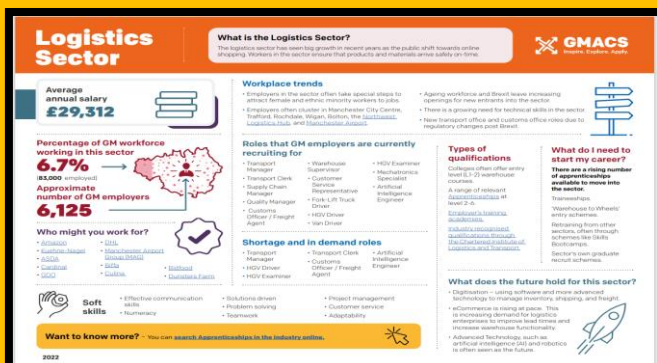 Logistics
Sector
What is the Logistics Sector?
The logistics sector has seen big growth in recent years as the public shift towards online
shopping. Workers in the sector ensure that products and materials arrive safely on-time.
GMACS
Inspire. Explore. Apply.
Average
annual salary
£29,312
Percentage of GM workforce
working in this sector
6.7%
(83,000 employed)
Approximate
number of GM employers
6,125
Who might you work for?
• Amazon
• Kuehne-Nagel
• ASDA
• Cardinal
• DHL
• Manchester Airport
Group (MAG)
• Culina
Workplace trends
• Employers in the sector often take special steps to
attract female and ethnic minority workers to jobs.
• Employers often cluster in Manchester City Centre,
Trafford, Rochdale, Wigan, Bolton, the Northwest
Logistics Hub, and Manchester Airport.
• Ageing workforce and Brexit leave increasing
openings for new entrants into the sector
• There is a growing need for technical skills in the sector.
• New transport office and customs office roles due to
regulatory changes post Brexit.
Roles that GM employers are currently
recruiting for
• Transport
Manager
• Transport Clerk
• Supply Chain
Manager
• Quality Manager
• Customs
Officer / Freight
Agent
• Warehouse
Supervisor
• Customer
Service
Representative
• Fork-Lift Truck
Driver
• HGV Driver
• Van Driver
• HGV Examiner
• Mechatronics
Specialist
• Artificial
Intelligence
Engineer
Shortage and in demand roles
• Transport
Manager
• HGV Driver
• HGV Examiner
• Transport Clerk
• Customs
Officer / Freight
Agent
• Artificial
Intelligence
Engineer
Types of
qualifications
Colleges often offer entry
level (L1-2) warehouse
courses.
A range of relevant
Apprenticeships at
level 2-6.
Employer's training
academies.
Industry recognised
qualifications through
the Chartered Institute of
Logistics and Transport.
What do I need to
start my career?
There are a rising number
of apprenticeships
available to move into
the sector.
Traineeships.
'Warehouse to Wheels'
entry schemes.
Retraining from other
sectors, often through
schemes like Skills
Bootcamps.
Sector's own graduate
recruit schemes.
What does the future hold for this sector?
• Digitisation – using software and more advanced
technology to manage inventory, shipping, and freight.
• eCommerce is rising at pace. This
is increasing demand for logistics
enterprises to improve lead times and
increase warehouse functionality.
• Advanced Technology, such as
artificial intelligence (AI) and robotics
is often seen as the future.
Soft
skills
• Effective communication
skills
• Numeracy
• Solutions driven
• Problem solving
• Teamwork
• Project management
• Customer service
• Adaptability
Want to know more? – You can search Apprenticeships in the industry online.
2022